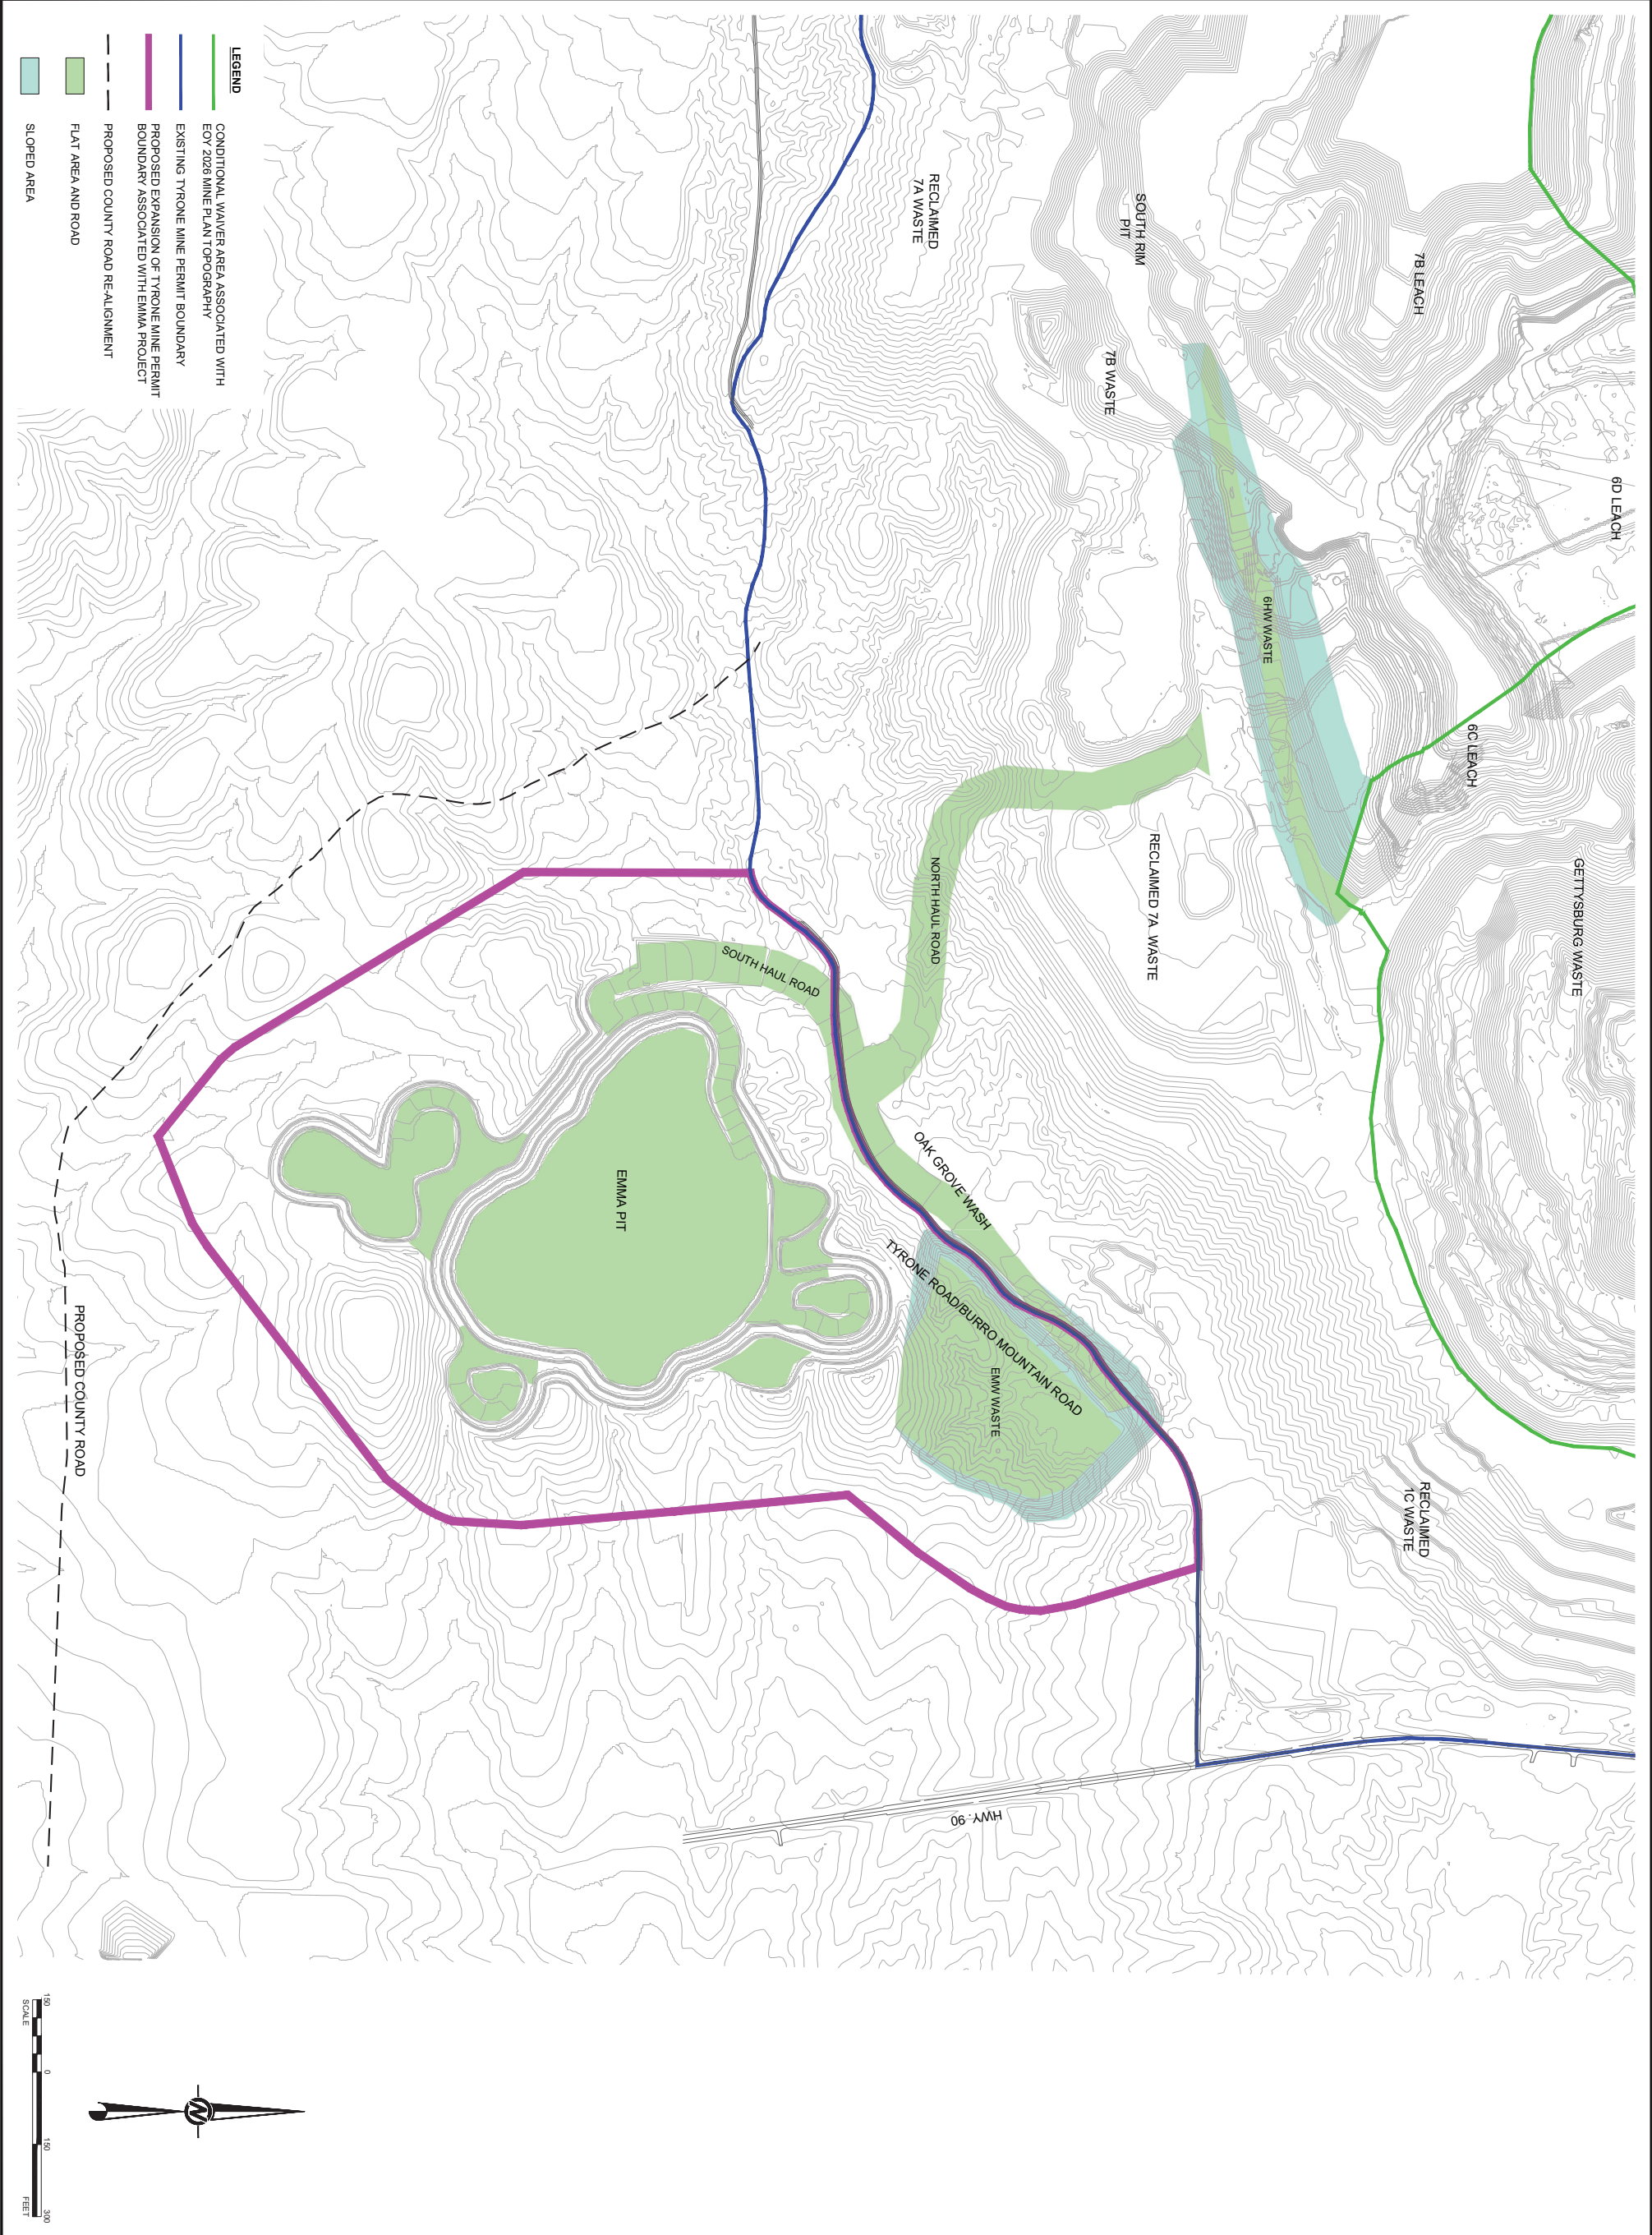 LEGEND
CONDITIONAL WAIVER AREA ASSOCIATED WITH
EOY 2026 MINE PLAN TOPOGRAPHY
EXISTING TYRONE MINE PERMIT BOUNDARY
PROPOSED EXPANSION OF TYRONE MINE PERMIT
BOUNDARY ASSOCIATED WITH EMMA PROJECT
PROPOSED COUNTY ROAD RE-ALIGNMENT
FLAT AREA AND ROAD
SLOPED AREA
6D LEACH
GETTYSBURG WASTE
6C LEACH
7B LEACH
RECLAIMED
1C WASTE
6HW WASTE
SOUTH RIM
PIT
7B WASTE
RECLAIMED 7A WASTE
RECLAIMED
7A WASTE
NORTH HAUL ROAD
OAK GROVE WASH
TYRONE ROAD/BURRO MOUNTAIN ROAD
EMW WASTE
HWY. 90
SOUTH HAUL ROAD
EMMA PIT
PROPOSED COUNTY ROAD
N
150
0
150
300
SCALE
FEET